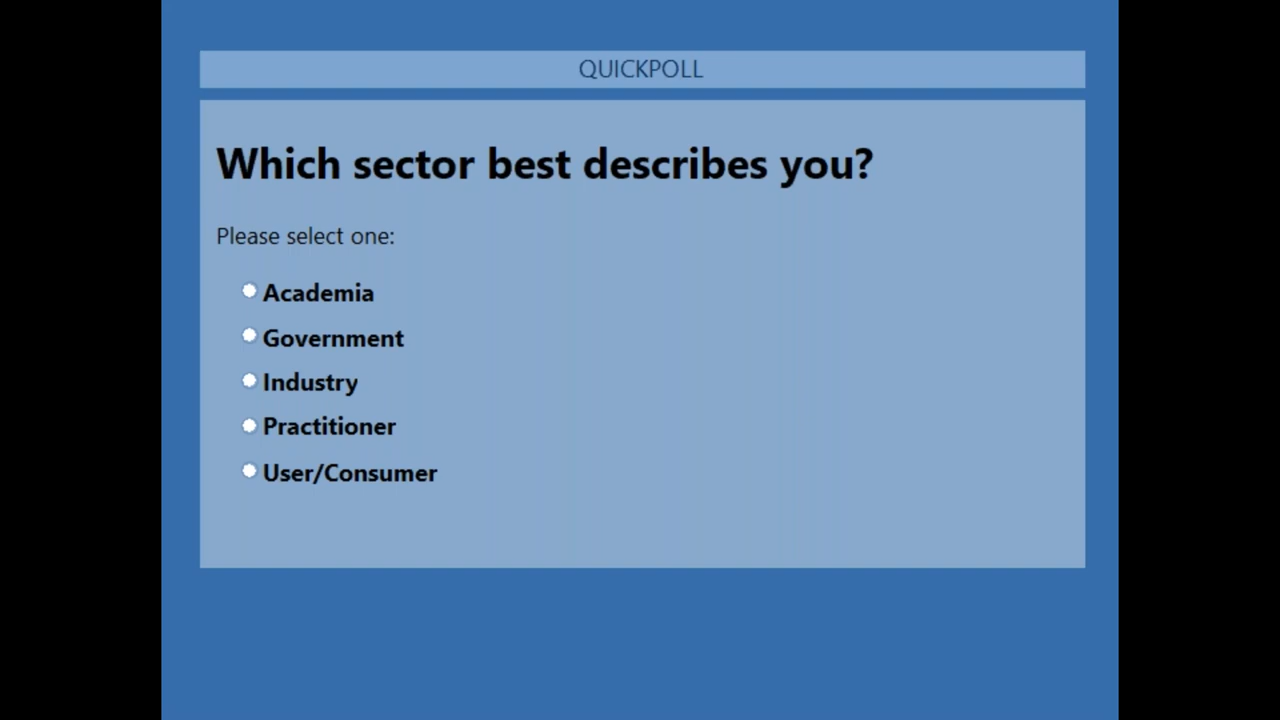 QUICKPOLL
Which sector best describes you?
Please select one:
Academia
Government
Industry
Practitioner
User/Consumer